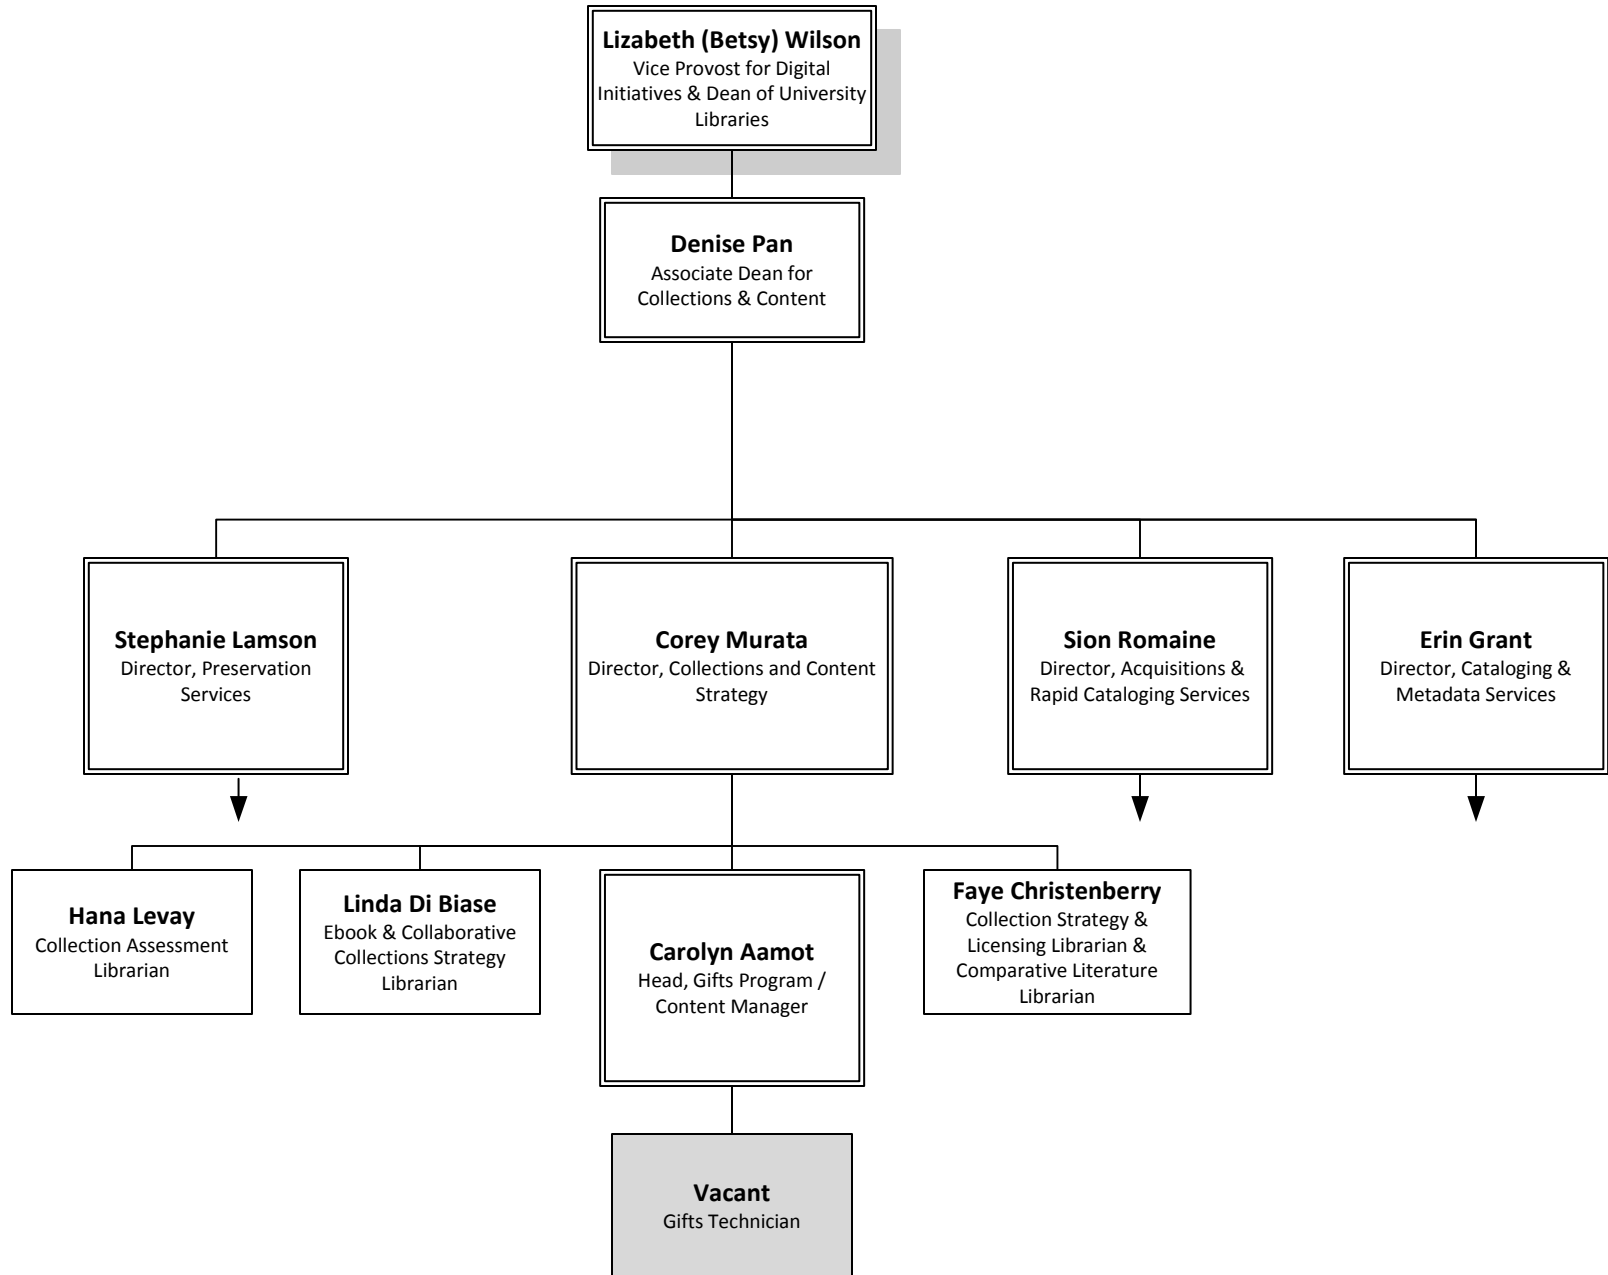 Lizabeth (Betsy) Wilson
Vice Provost for Digital
Initiatives & Dean of University
Libraries
Denise Pan
Associate Dean for
Collections & Content
Stephanie Lamson
Director, Preservation
Services
Corey Murata
Director, Collections and Content
Strategy
Sion Romaine
Director, Acquisitions &
Rapid Cataloging Services
Erin Grant
Director, Cataloging &
Metadata Services
Hana Levay
Collection Assessment
Librarian
Linda Di Biase
Ebook & Collaborative
Collections Strategy
Librarian
Carolyn Aamot
Head, Gifts Program /
Content Manager
Faye Christenberry
Collection Strategy &
Licensing Librarian &
Comparative Literature
Librarian
Vacant
Gifts Technician